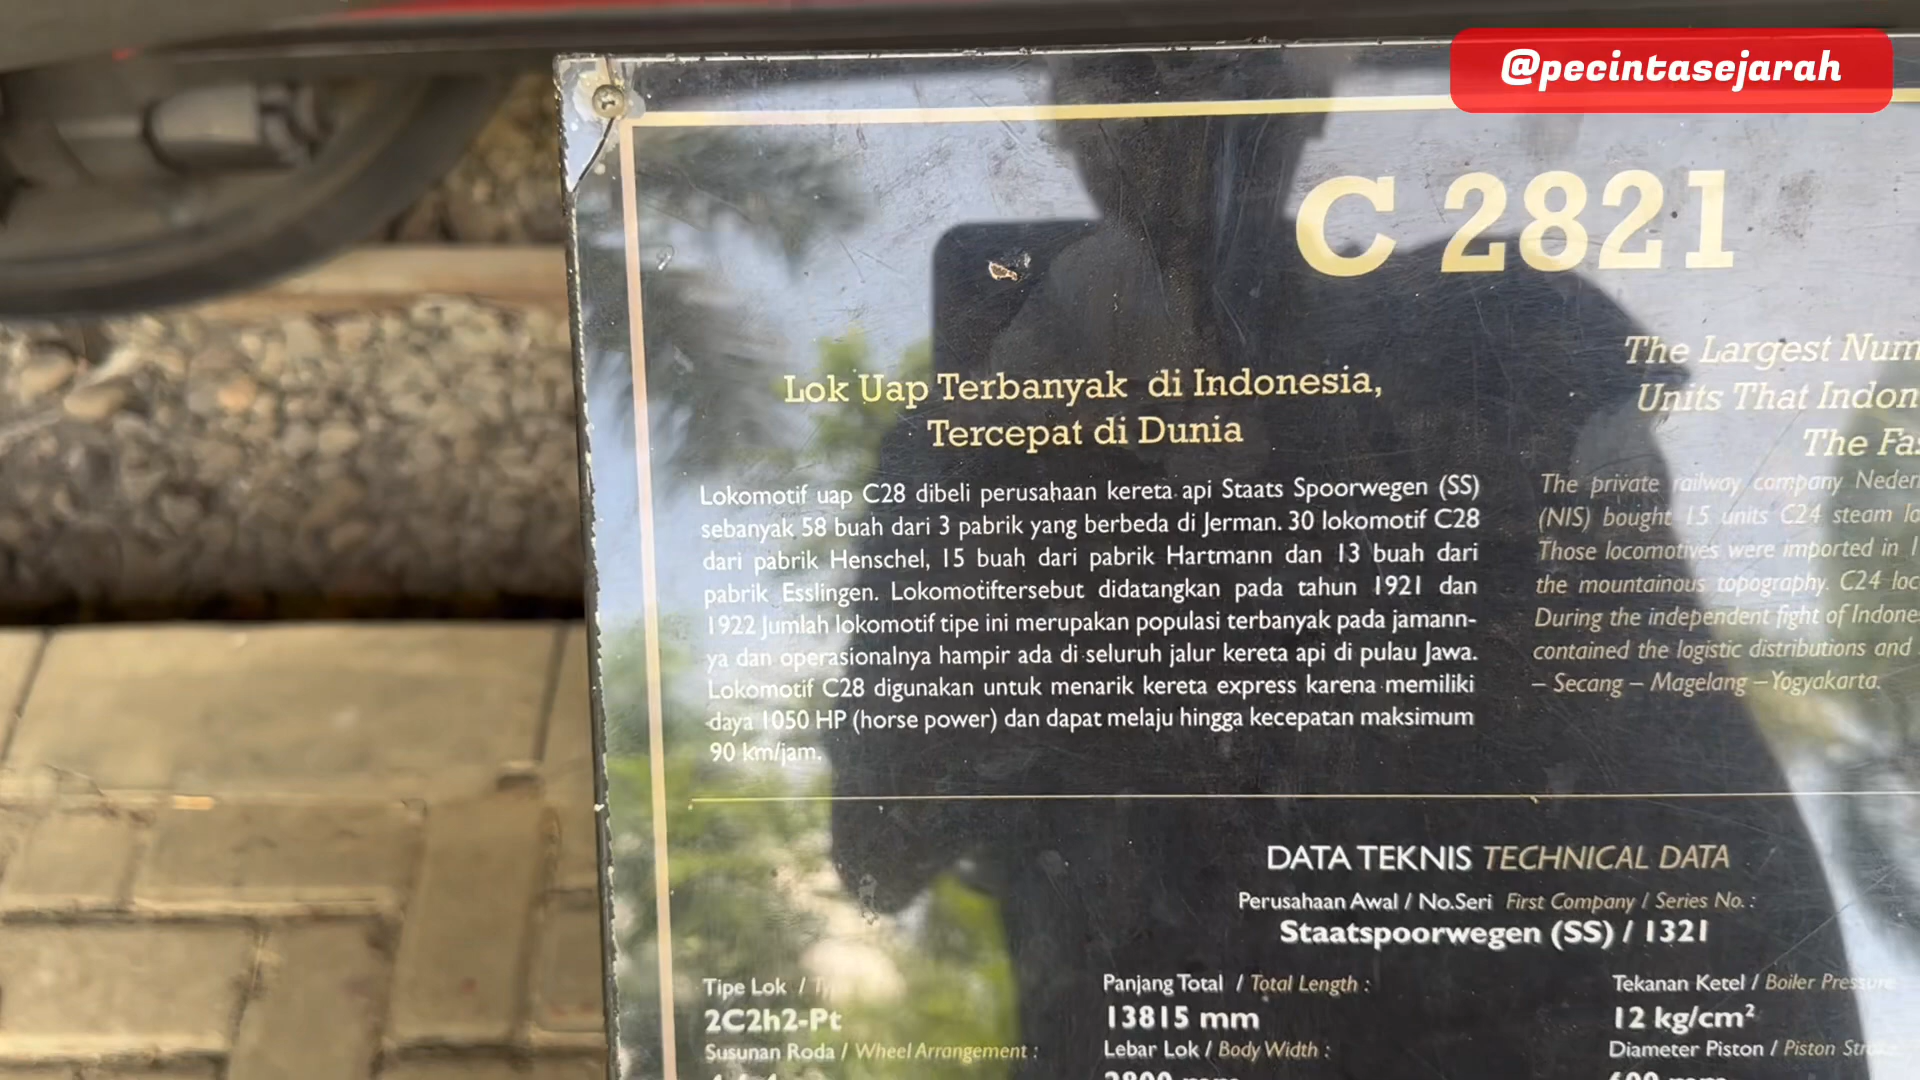 @pecintasejarah
C 2821
Lok Uap Terbanyak di Indonesia,
Tercepat di Dunia
Lokomotif uap C28 dibeli perusahaan kereta api Staats Spoorwegen (SS)
sebanyak 58 buah dari 3 pabrik yang berbeda di Jerman. 30 lokomotif C28
dari pabrik Henschel, 15 buah dari pabrik Hartmann dan 13 buah dari
pabrik Esslingen. Lokomotiftersebut didatangkan pada tahun 1921 dan
1922 Jumlah lokomotif tipe ini merupakan populasi terbanyak pada jamann-
ya dan operasionalnya hampir ada di seluruh jalur kereta api di pulau Jawa.
Lokomotif C28 digunakan untuk menarik kereta express karena memiliki
daya 1050 HP (horse power) dan dapat melaju hingga kecepatan maksimum
90 km/jam.
The Largest Num
Units That Indon
The Fas
The private railway company Neder
(NIS) bought 15 units C24 steam lo
Those locomotives were imported in 1
the mountainous topography. C24 loc
During the independent fight of Indone
contained the logistic distributions and
– Secang – Magelang – Yogyakarta.
DATA TEKNIS TECHNICAL DATA
Perusahaan Awal / No.Seri First Company / Series No. :
Staatspoorwegen (SS) / 1321
Tipe Lok /
2C2h2-Pt
Susunan Roda / Wheel Arrangement :
Panjang Total / Total Length :
13815 mm
Lebar Lok / Body Width :
Tekanan Ketel / Boiler Pressure
12 kg/cm²
Diameter Piston / Piston